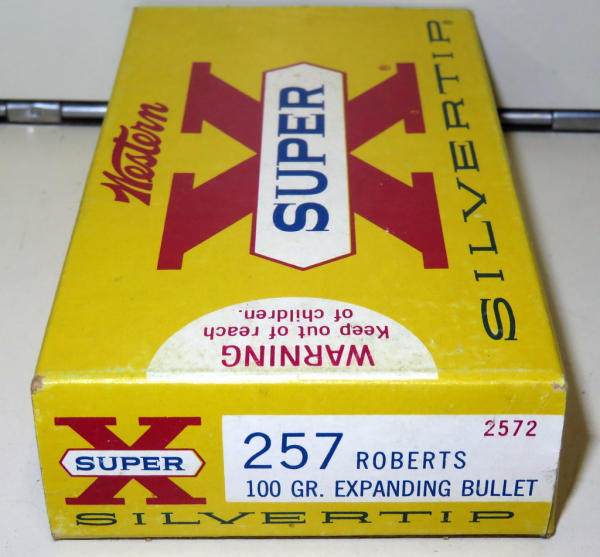 Western
SUPER
X
SILVERTIP
WARNING
Keep out of reach
of children.
X
SUPER
257 ROBERTS
2572
100 GR. EXPANDING BULLET
SILVERTIP